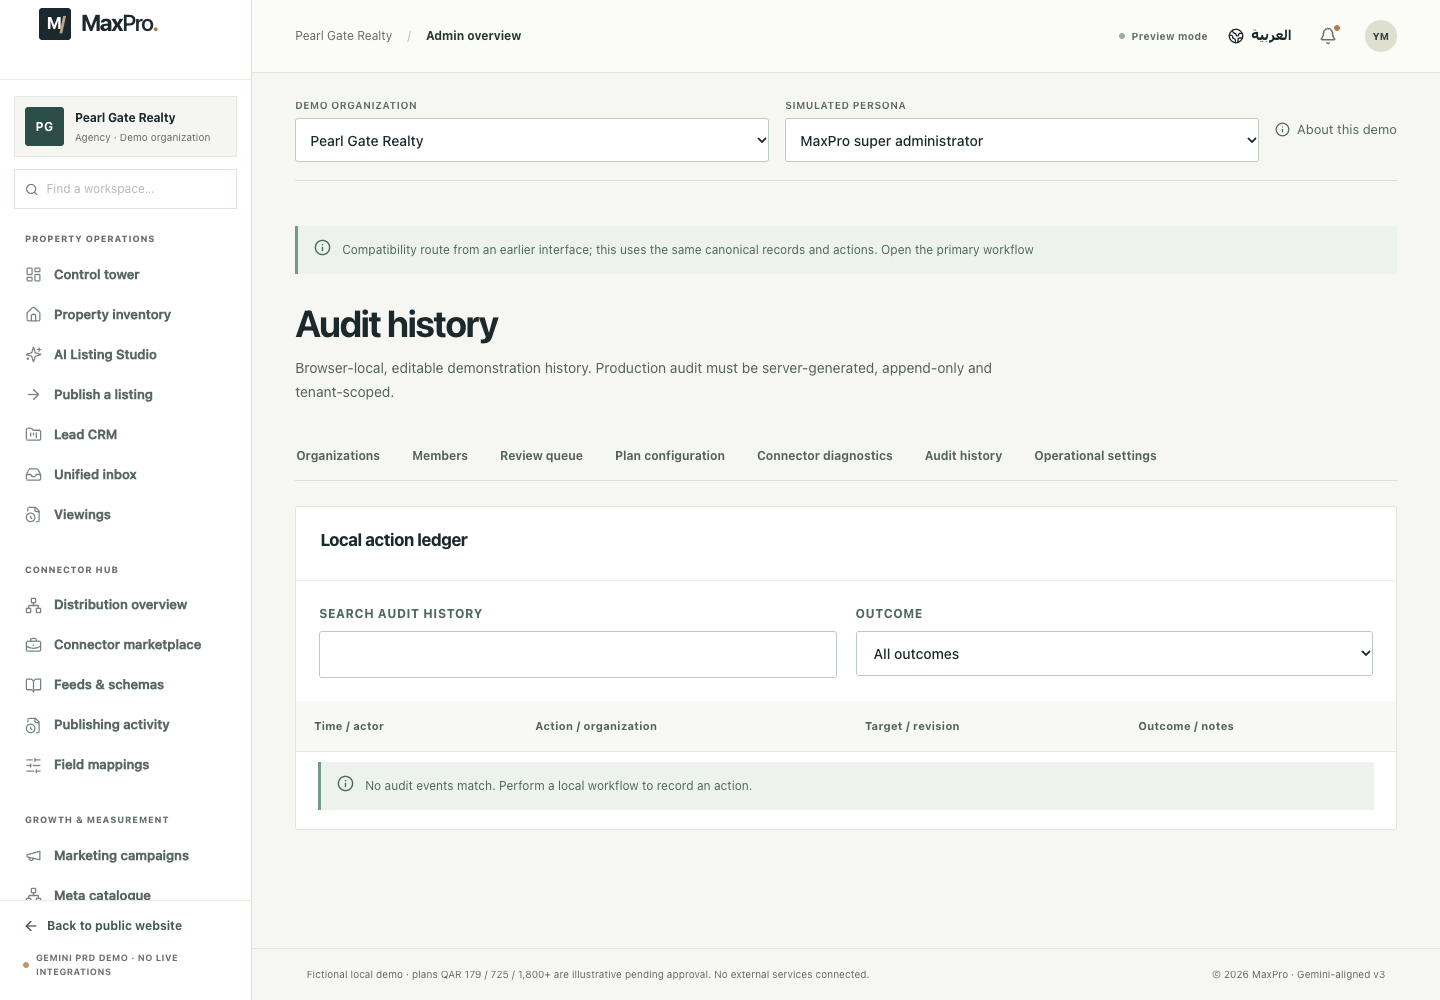 MaxPro.
PG
Pearl Gate Realty
Agency · Demo organization
Find a workspace...
PROPERTY OPERATIONS
Control tower
Property inventory
AI Listing Studio
Publish a listing
Lead CRM
Unified inbox
Viewings
CONNECTOR HUB
Distribution overview
Connector marketplace
Feeds & schemas
Publishing activity
Field mappings
GROWTH & MEASUREMENT
Marketing campaigns
Meta catalogue
Back to public website
GEMINI PRD DEMO · NO LIVE
INTEGRATIONS
Pearl Gate Realty / Admin overview
Preview mode
العربية
YM
DEMO ORGANIZATION
Pearl Gate Realty
SIMULATED PERSONA
MaxPro super administrator
About this demo
Compatibility route from an earlier interface; this uses the same canonical records and actions. Open the primary workflow
Audit history
Browser-local, editable demonstration history. Production audit must be server-generated, append-only and
tenant-scoped.
Organizations Members Review queue Plan configuration Connector diagnostics Audit history Operational settings
Local action ledger
SEARCH AUDIT HISTORY
OUTCOME
All outcomes
Time / actor Action / organization Target / revision Outcome / notes
No audit events match. Perform a local workflow to record an action.
Fictional local demo · plans QAR 179 / 725 / 1,800+ are illustrative pending approval. No external services connected.
© 2026 MaxPro · Gemini-aligned v3